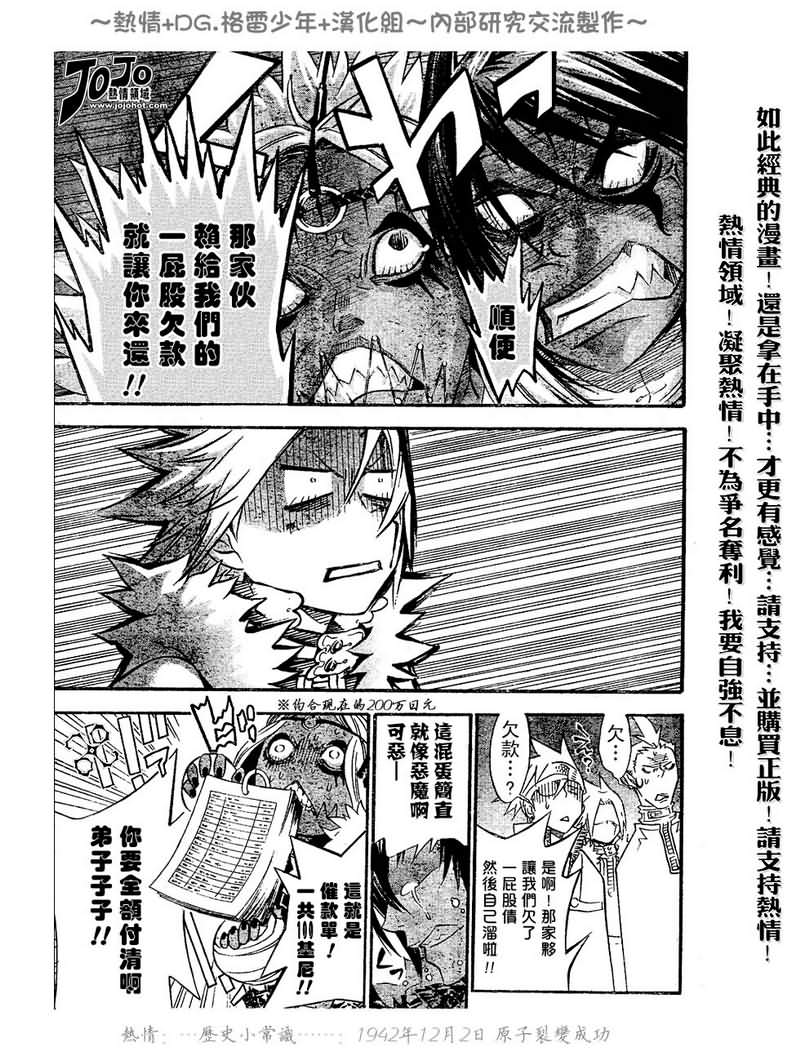 ～熱情+DG.格雷少年+漢化組～內部研究交流製作～
JOJO
熱情領域
www.jojohot.com
如此經典的漫畫！還是拿在手中…才更有感覺…請支持…並購買正版！請支持熱情！
熱情領域！凝聚熱情！不為爭名奪利！我要自強不息！
順便
那家伙
賴給我們的
一屁股欠款
就讓你來還!!
※約合現在的200万日元
欠…
欠款…？
是啊！那家夥
讓我們欠了
一屁股債
然後自己溜啦!!
這混蛋簡直
就像惡魔啊
可惡—
這就是
催款單！
一共100基尼!!
你要全額付清啊
弟子子子!!
熱情：…歷史小常識……：1942年12月2日 原子裂變成功